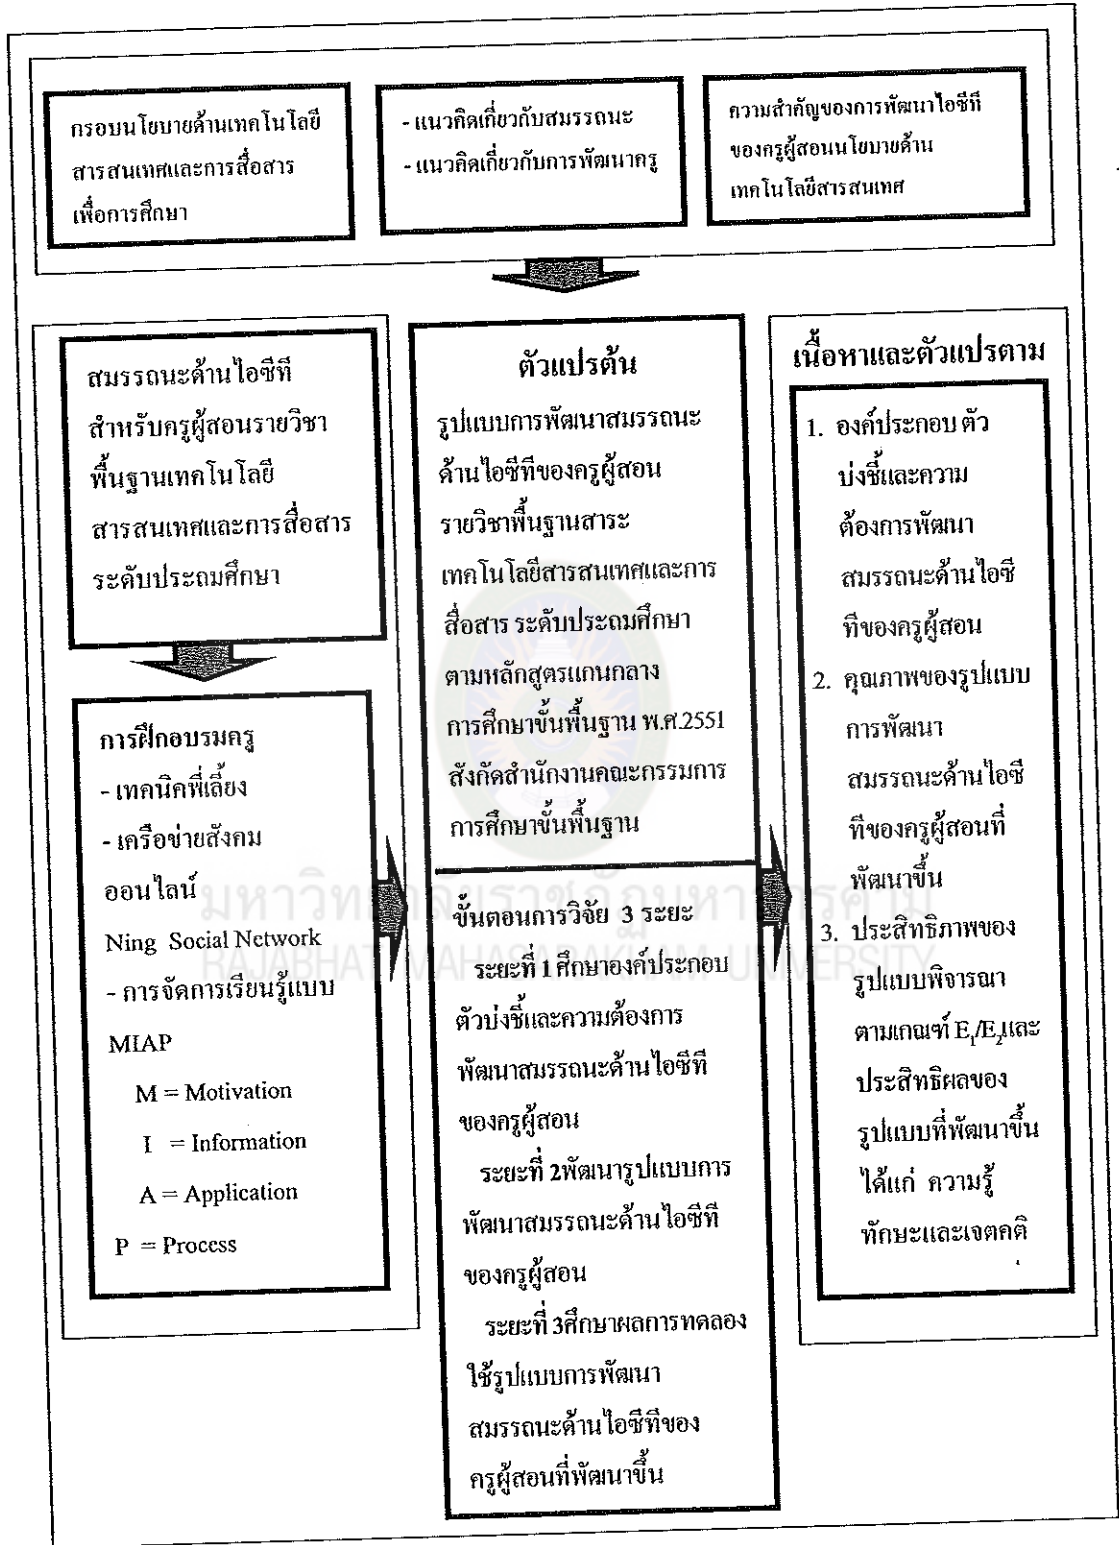 กรอบนโยบายด้านเทคโนโลยี
สารสนเทศและการสื่อสาร
เพื่อการศึกษา
- แนวคิดเกี่ยวกับสมรรถนะ
- แนวคิดเกี่ยวกับการพัฒนาครู
ความสำคัญของการพัฒนาไอซีที
ของครูผู้สอนนโยบายด้าน
เทคโนโลยีสารสนเทศ
สมรรถนะด้านไอซีที
สำหรับครูผู้สอนรายวิชา
พื้นฐานเทคโนโลยี
สารสนเทศและการสื่อสาร
ระดับประถมศึกษา
การฝึกอบรมครู
- เทคนิคพี่เลี้ยง
- เครือข่ายสังคม
ออนไลน์
Ning Social Network
- การจัดการเรียนรู้แบบ
MIAP
M = Motivation
I = Information
A = Application
P = Process
ตัวแปรต้น
รูปแบบการพัฒนาสมรรถนะ
ด้านไอซีทีของครูผู้สอน
รายวิชาพื้นฐานสาระ
เทคโนโลยีสารสนเทศและการ
สื่อสาร ระดับประถมศึกษา
ตามหลักสูตรแกนกลาง
การศึกษาขั้นพื้นฐาน พ.ศ.2551
สังกัดสำนักงานคณะกรรมการ
การศึกษาขั้นพื้นฐาน
ขั้นตอนการวิจัย 3 ระยะ
ระยะที่ 1 ศึกษาองค์ประกอบ
ตัวบ่งชี้และความต้องการ
พัฒนาสมรรถนะด้านไอซีที
ของครูผู้สอน
ระยะที่ 2พัฒนารูปแบบการ
พัฒนาสมรรถนะด้านไอซีที
ของครูผู้สอน
ระยะที่ 3ศึกษาผลการทดลอง
ใช้รูปแบบการพัฒนา
สมรรถนะด้านไอซีทีของ
ครูผู้สอนที่พัฒนาขึ้น
เนื้อหาและตัวแปรตาม
1. องค์ประกอบ ตัว
บ่งชี้และความ
ต้องการพัฒนา
สมรรถนะด้านไอซี
ทีของครูผู้สอน
2. คุณภาพของรูปแบบ
การพัฒนา
สมรรถนะด้านไอซี
ทีของครูผู้สอนที่
พัฒนาขึ้น
3. ประสิทธิภาพของ
รูปแบบพิจารณา
ตามเกณฑ์ E₁/E₂และ
ประสิทธิผลของ
รูปแบบที่พัฒนาขึ้น
ได้แก่ ความรู้
ทักษะและเจตคติ
มหาวิทยาลัยราชภัฏมหาสารคาม
RAJABHAT MAHASARAKHAM UNIVERSITY